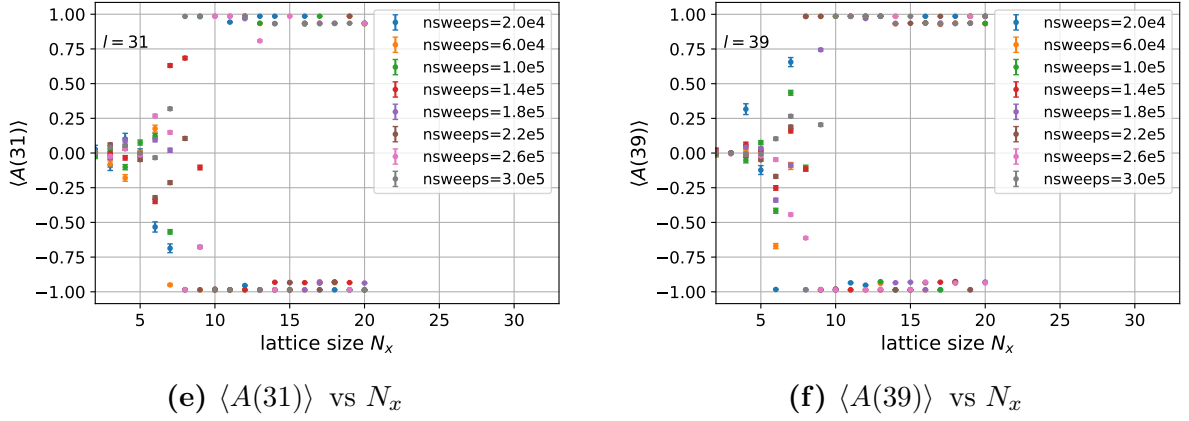 1.00
0.75
0.50
0.25
0.00
−0.25
−0.50
−0.75
−1.00
⟨A(31)⟩
l = 31
nsweeps=2.0e4
nsweeps=6.0e4
nsweeps=1.0e5
nsweeps=1.4e5
nsweeps=1.8e5
nsweeps=2.2e5
nsweeps=2.6e5
nsweeps=3.0e5
5 10 15 20 25 30
lattice size Nₓ
(e) ⟨A(31)⟩ vs Nₓ
1.00
0.75
0.50
0.25
0.00
−0.25
−0.50
−0.75
−1.00
⟨A(39)⟩
l = 39
nsweeps=2.0e4
nsweeps=6.0e4
nsweeps=1.0e5
nsweeps=1.4e5
nsweeps=1.8e5
nsweeps=2.2e5
nsweeps=2.6e5
nsweeps=3.0e5
5 10 15 20 25 30
lattice size Nₓ
(f) ⟨A(39)⟩ vs Nₓ